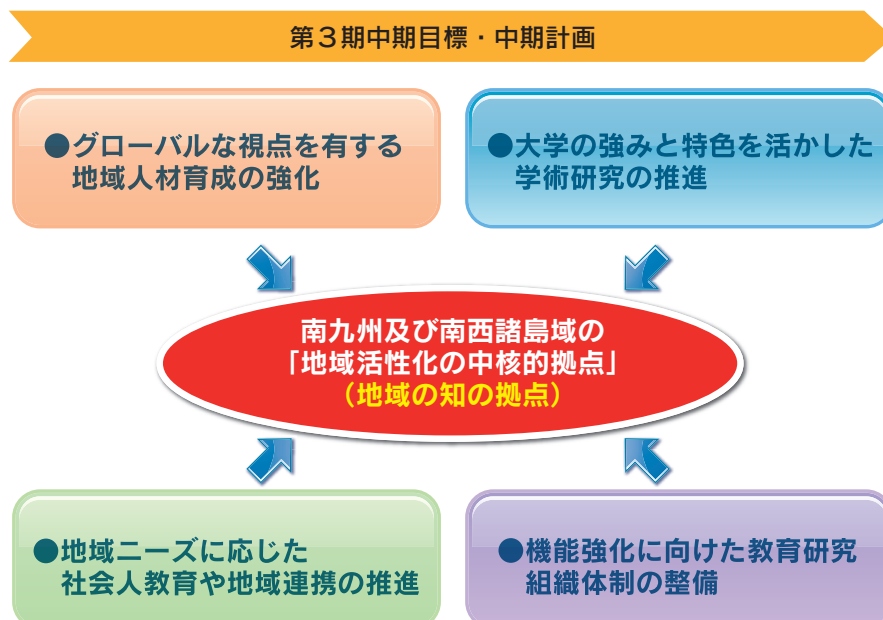 第3期中期目標・中期計画
●グローバルな視点を有する
地域人材育成の強化
●大学の強みと特色を活かした
学術研究の推進
南九州及び南西諸島域の
「地域活性化の中核的拠点」
（地域の知の拠点）
●地域ニーズに応じた
社会人教育や地域連携の推進
●機能強化に向けた教育研究
組織体制の整備